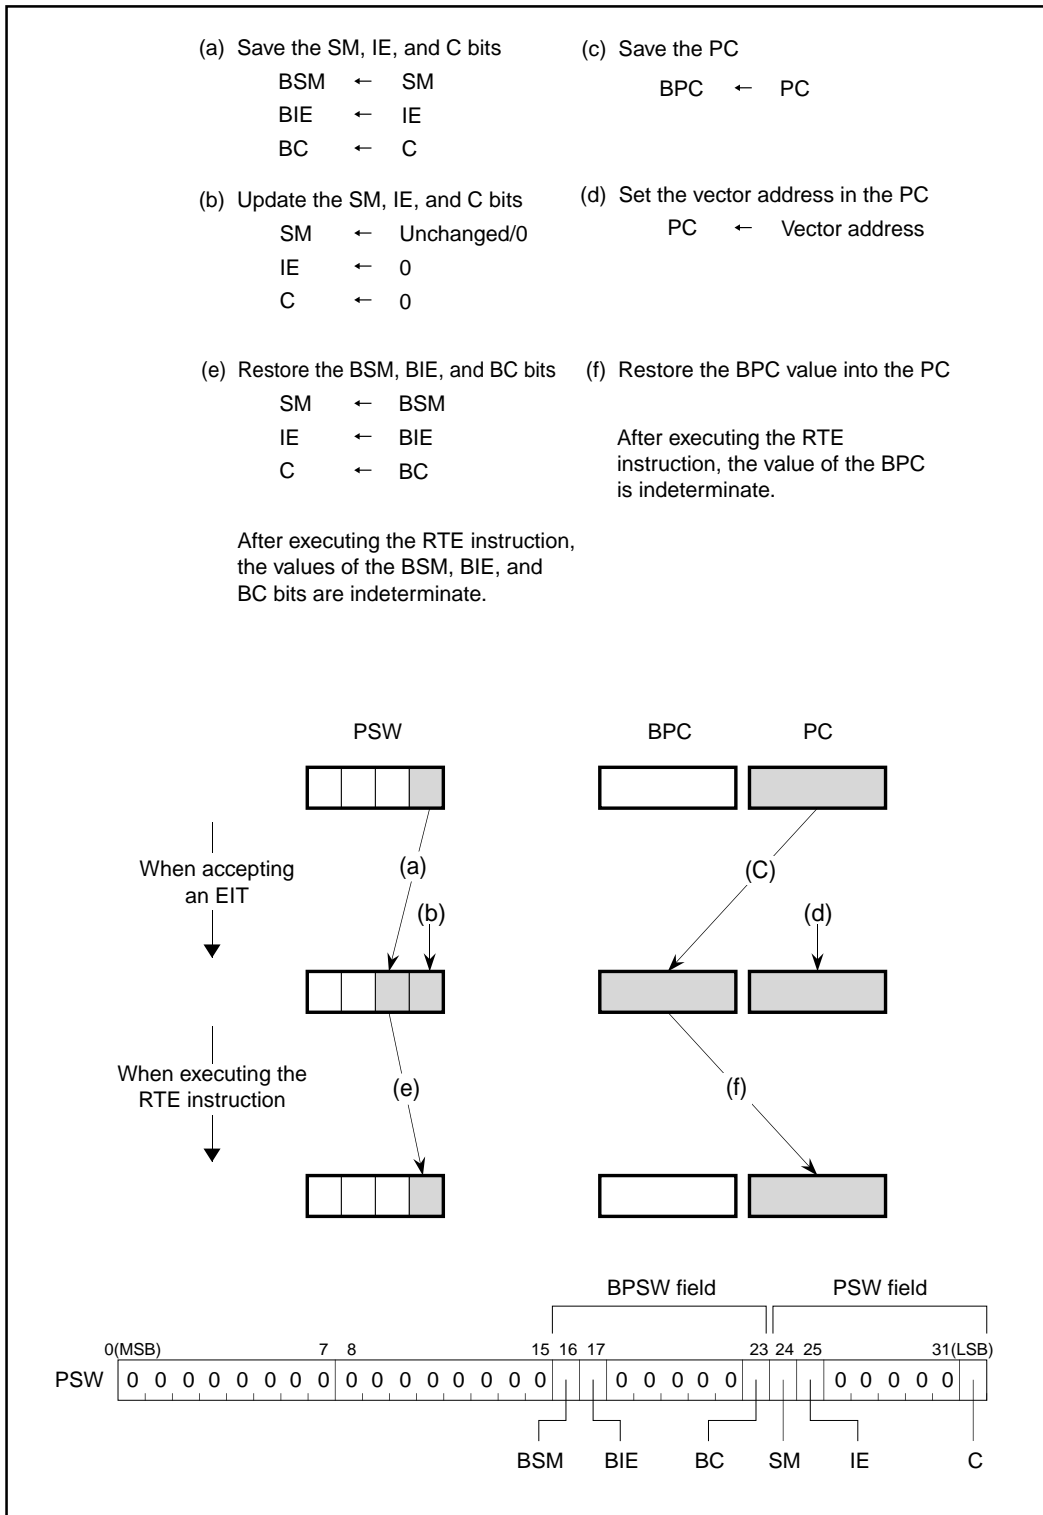 (a) Save the SM, IE, and C bits
BSM ← SM
BIE ← IE
BC ← C
(c) Save the PC
BPC ← PC
(b) Update the SM, IE, and C bits
SM ← Unchanged/0
IE ← 0
C ← 0
(d) Set the vector address in the PC
PC ← Vector address
(e) Restore the BSM, BIE, and BC bits
SM ← BSM
IE ← BIE
C ← BC
After executing the RTE instruction,
the values of the BSM, BIE, and
BC bits are indeterminate.
(f) Restore the BPC value into the PC
After executing the RTE
instruction, the value of the BPC
is indeterminate.
PSW BPC PC
When accepting
an EIT
(a) (C)
(b) (d)
When executing the
RTE instruction
(e) (f)
BPSW field PSW field
0(MSB) 7 8 15 16 17 23 24 25 31(LSB)
PSW 0 0 0 0 0 0 0 0 0 0 0 0 0 0 0 0 0 0 0 0 0 0 0 0 0 0
BSM BIE BC SM IE C